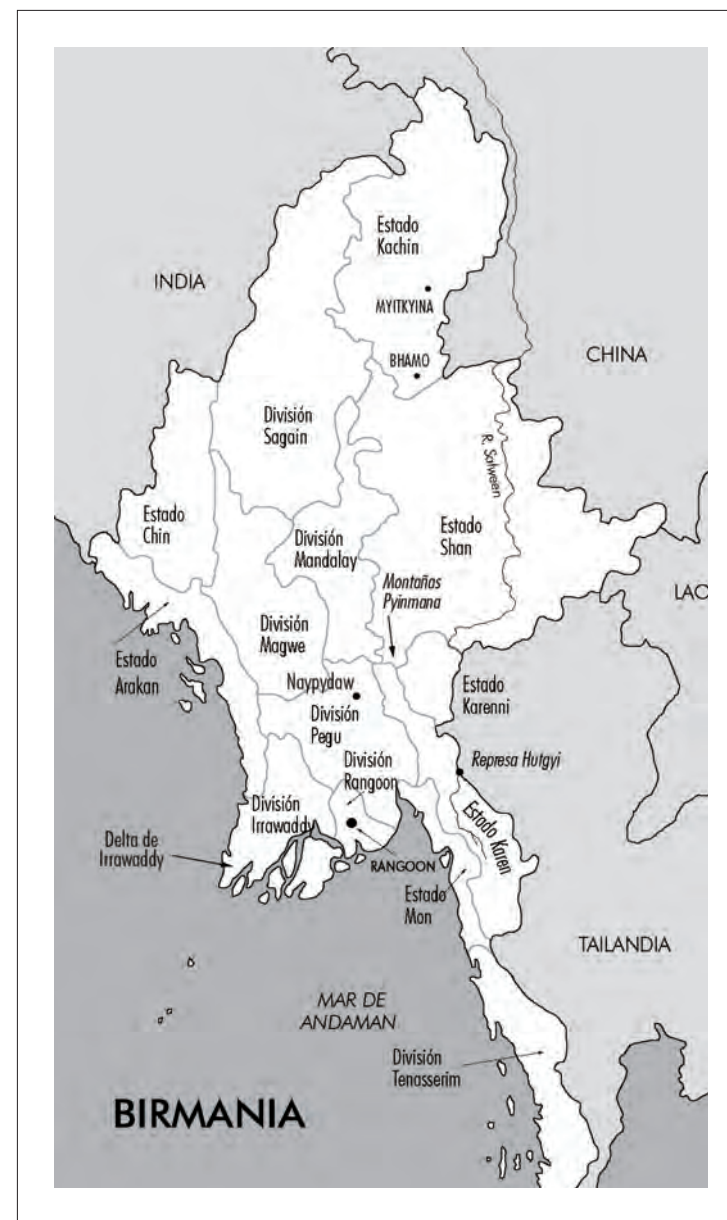 Estado
Kachin
INDIA
MYITKYINA
CHINA
BHAMO
División
Sagain
R. Salween
Estado
Chin
División
Mandalay
Estado
Shan
Montañas
Pyinmana
LAO
División
Magwe
Estado
Arakan
Naypydaw
Estado
Karenni
División
Pegu
División
Rangoon
Represa Hutgyi
División
Irrawaddy
Estado Karen
Delta de
Irrawaddy
RANGOON
Estado
Mon
TAILANDIA
MAR DE
ANDAMAN
División
Tenasserim
BIRMANIA